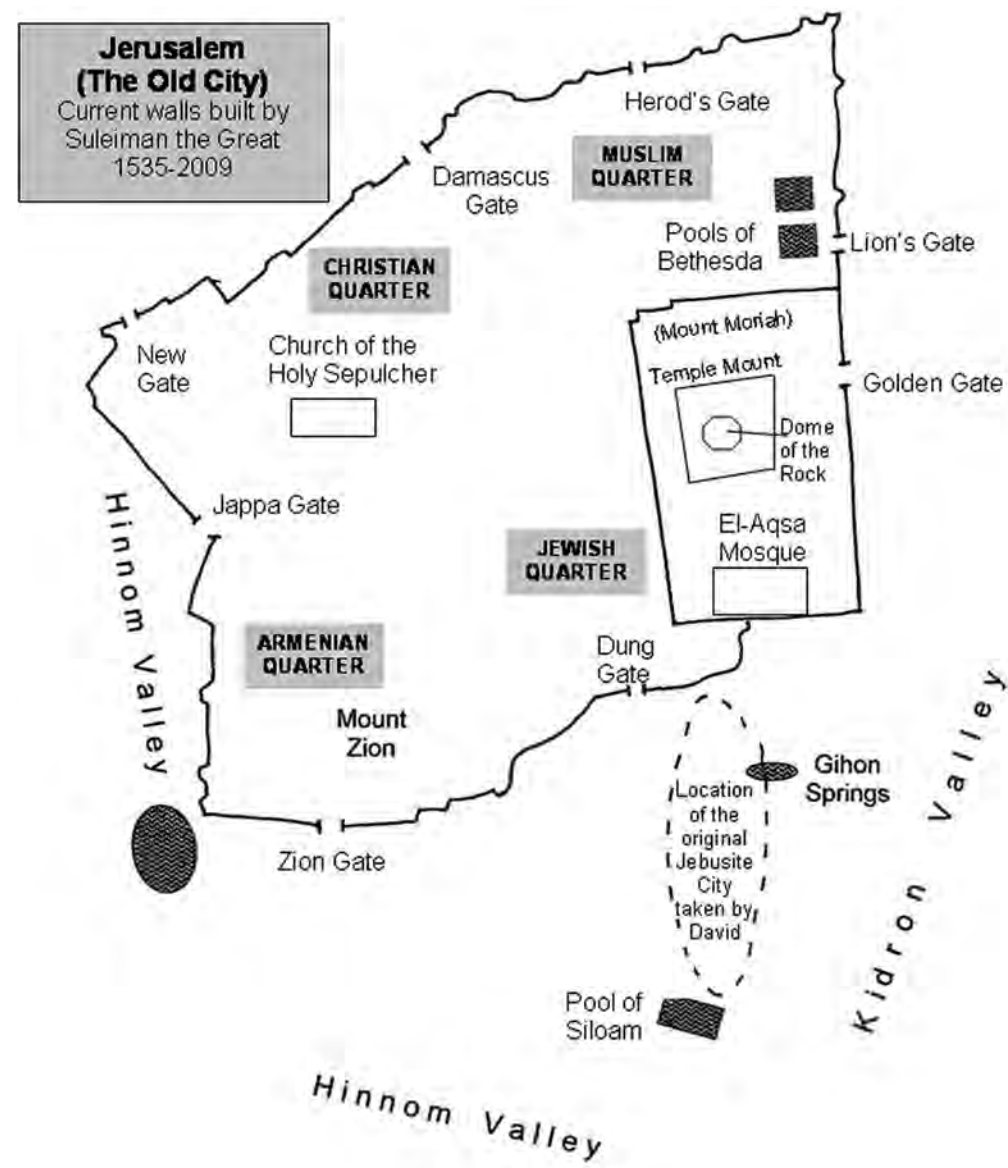 Jerusalem
(The Old City)
Current walls built by
Suleiman the Great
1535-2009
Herod's Gate
Damascus
Gate
MUSLIM
QUARTER
Pools of
Bethesda
Lion's Gate
CHRISTIAN
QUARTER
New
Gate
Church of the
Holy Sepulcher
(Mount Moriah)
Temple Mount
Golden Gate
Dome
of the
Rock
Jappa Gate
Hinnom Valley
El-Aqsa
Mosque
JEWISH
QUARTER
ARMENIAN
QUARTER
Dung
Gate
Mount
Zion
Zion Gate
Gihon
Springs
Location
of the
original
Jebusite
City
taken by
David
Kidron Valley
Pool of
Siloam
Hinnom Valley